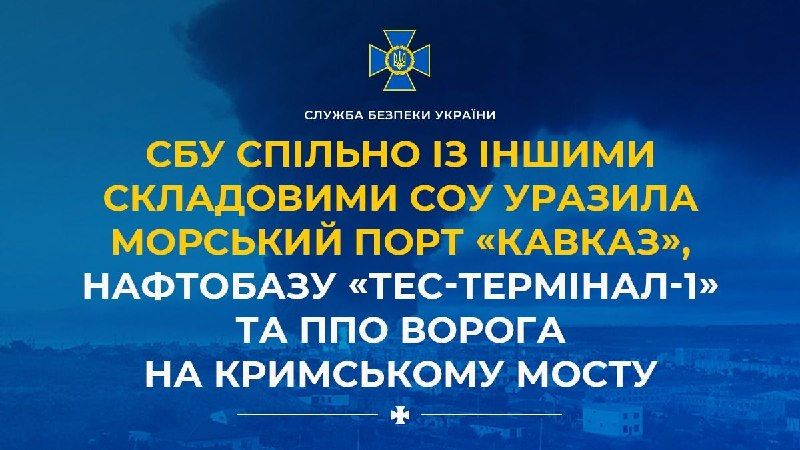 СЛУЖБА БЕЗПЕКИ УКРАЇНИ
СБУ СПІЛЬНО ІЗ ІНШИМИ
СКЛАДОВИМИ СОУ УРАЗИЛА
МОРСЬКИЙ ПОРТ «КАВКАЗ»,
НАФТОБАЗУ «ТЕС-ТЕРМІНАЛ-1»
ТА ППО ВОРОГА
НА КРИМСЬКОМУ МОСТУ